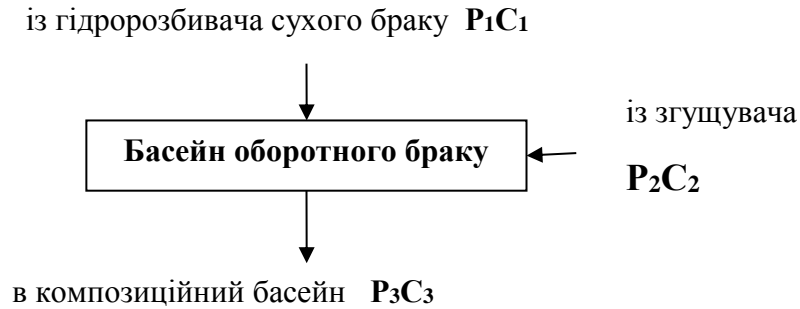 із гідророзбивача сухого браку P₁C₁
Басейн оборотного браку
із згущувача
P₂C₂
в композиційний басейн P₃C₃